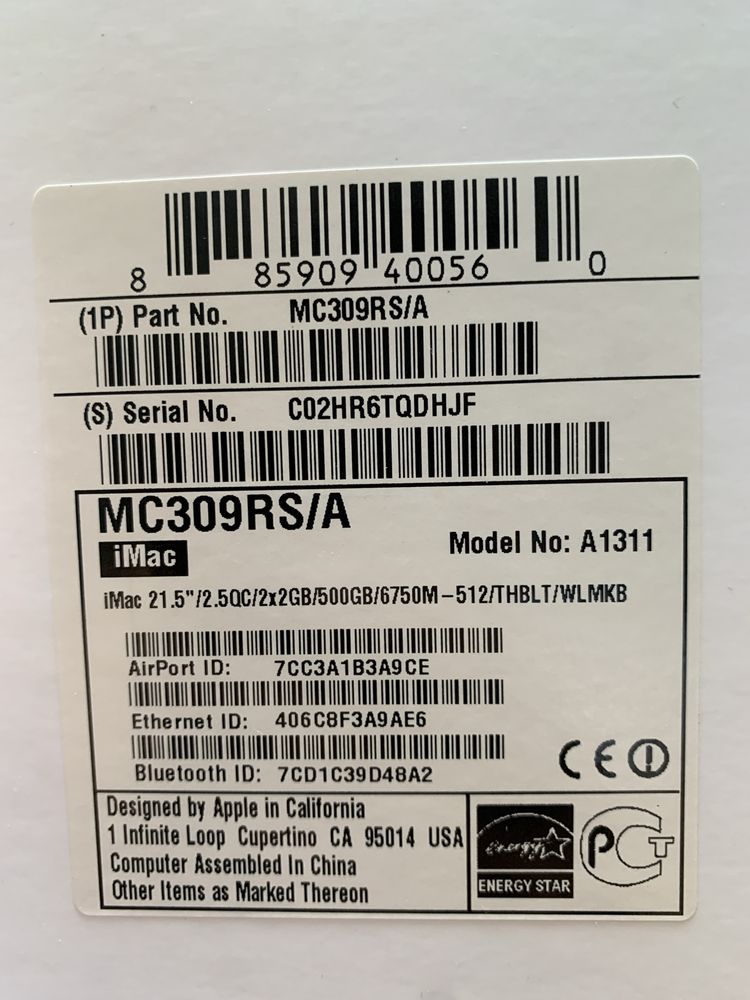 8 85909 40056 0
(1P) Part No. MC309RS/A
(S) Serial No. C02HR6TQDHJF
MC309RS/A
iMac
Model No: A1311
iMac 21.5"/2.5QC/2x2GB/500GB/6750M-512/THBLT/WLMKB
AirPort ID: 7CC3A1B3A9CE
Ethernet ID: 406C8F3A9AE6
Bluetooth ID: 7CD1C39D48A2
CE
Designed by Apple in California
1 Infinite Loop Cupertino CA 95014 USA
Computer Assembled In China
Other Items as Marked Thereon
energy
ENERGY STAR
PCT